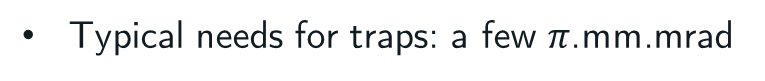 • Typical needs for traps: a few π.mm.mrad